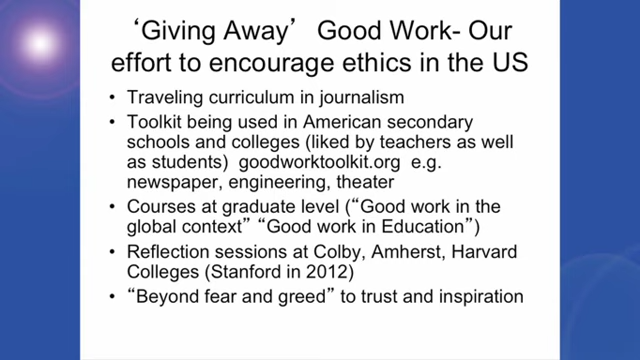 ‘Giving Away’ Good Work- Our
effort to encourage ethics in the US
• Traveling curriculum in journalism
• Toolkit being used in American secondary
schools and colleges (liked by teachers as well
as students) goodworktoolkit.org e.g.
newspaper, engineering, theater
• Courses at graduate level (“Good work in the
global context” “Good work in Education”)
• Reflection sessions at Colby, Amherst, Harvard
Colleges (Stanford in 2012)
• “Beyond fear and greed” to trust and inspiration